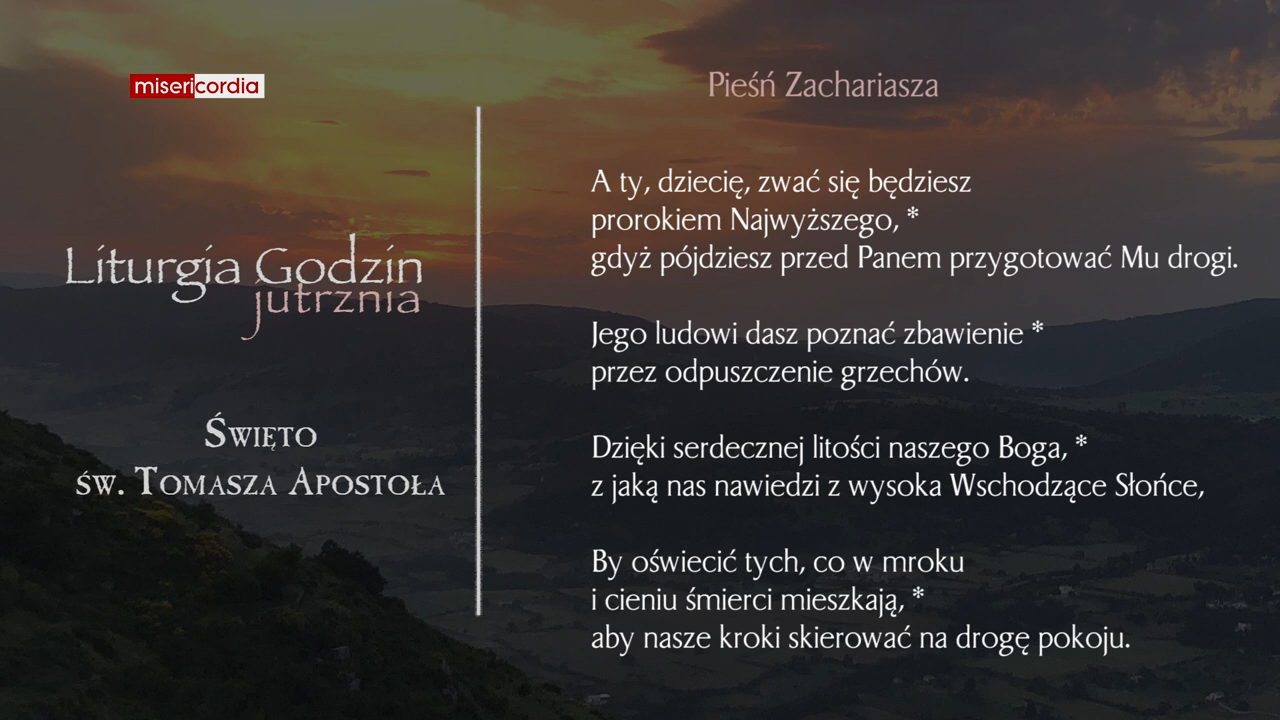 misericordia
Liturgia Godzin
jutrznia
Święto
św. Tomasza Apostoła
Pieśń Zachariasza
A ty, dziecię, zwać się będziesz
prorokiem Najwyższego, *
gdyż pójdziesz przed Panem przygotować Mu drogi.
Jego ludowi dasz poznać zbawienie *
przez odpuszczenie grzechów.
Dzięki serdecznej litości naszego Boga, *
z jaką nas nawiedzi z wysoka Wschodzące Słońce,
By oświecić tych, co w mroku
i cieniu śmierci mieszkają, *
aby nasze kroki skierować na drogę pokoju.